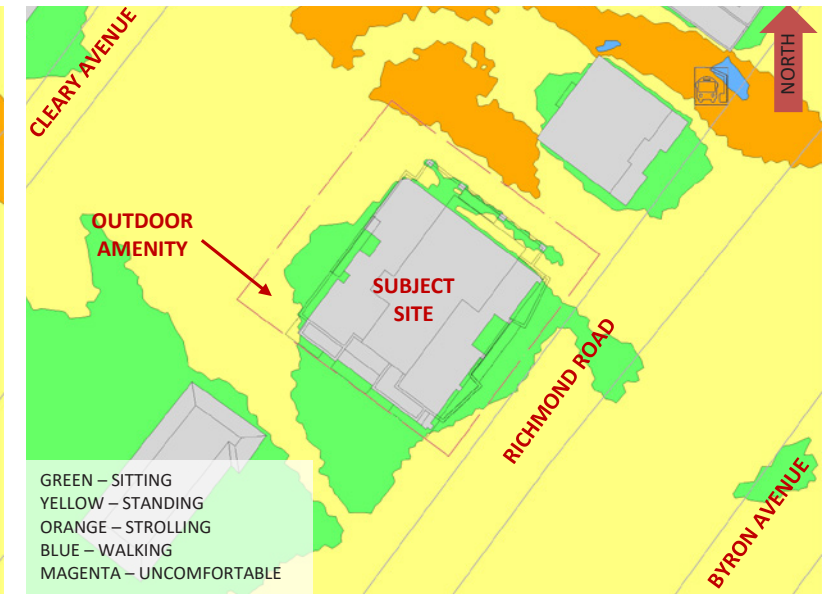 CLEARY AVENUE
NORTH
OUTDOOR
AMENITY
SUBJECT
SITE
RICHMOND ROAD
BYRON AVENUE
GREEN – SITTING
YELLOW – STANDING
ORANGE – STROLLING
BLUE – WALKING
MAGENTA – UNCOMFORTABLE